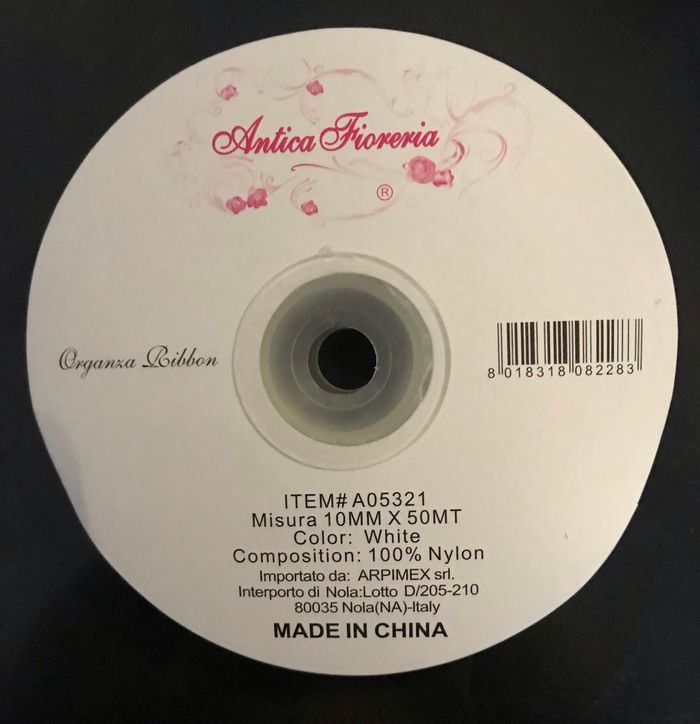 Antica Fioreria
®
Organza Ribbon
8 018318 082283
ITEM# A05321
Misura 10MM X 50MT
Color: White
Composition: 100% Nylon
Importato da: ARPIMEX srl.
Interporto di Nola:Lotto D/205-210
80035 Nola(NA)-Italy
MADE IN CHINA